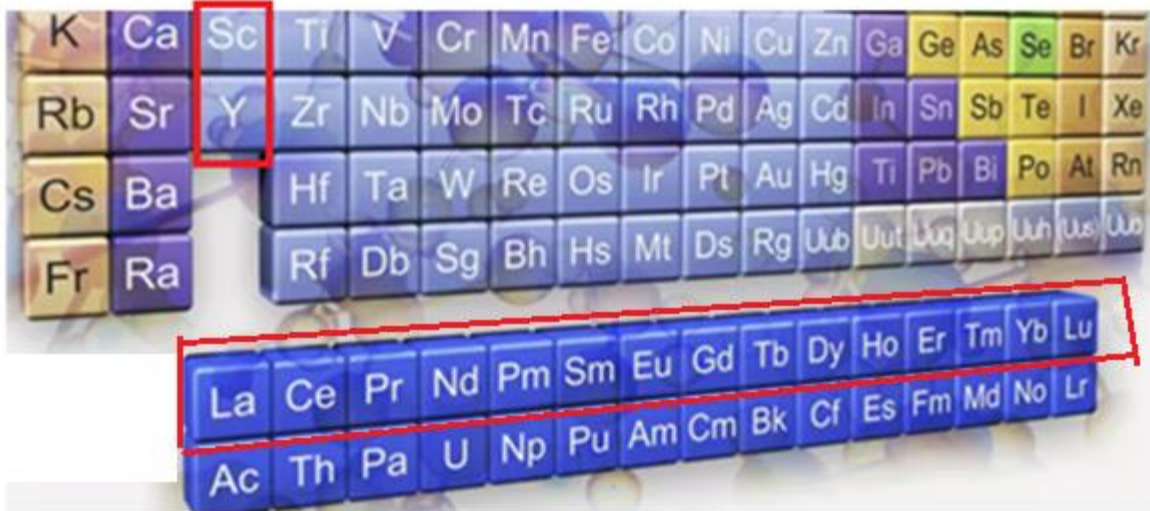 K Ca Sc Ti V Cr Mn Fe Co Ni Cu Zn Ga Ge As Se Br Kr
Rb Sr Y Zr Nb Mo Tc Ru Rh Pd Ag Cd In Sn Sb Te I Xe
Cs Ba Hf Ta W Re Os Ir Pt Au Hg Ti Pb Bi Po At Rn
Fr Ra Rf Db Sg Bh Hs Mt Ds Rg Uub Uut Uuq Uup Uuh (Uus) Uuo
La Ce Pr Nd Pm Sm Eu Gd Tb Dy Ho Er Tm Yb Lu
Ac Th Pa U Np Pu Am Cm Bk Cf Es Fm Md No Lr